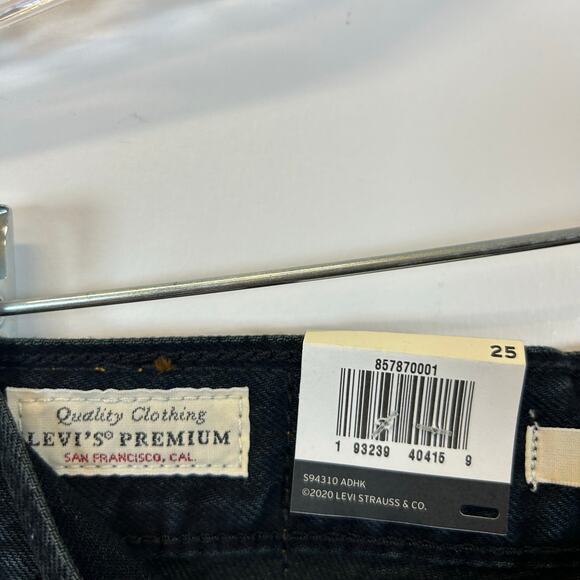 Quality Clothing
LEVI'S® PREMIUM
SAN FRANCISCO, CAL.
25
857870001
1 93239 40415 9
S94310 ADHK
©2020 LEVI STRAUSS & CO.